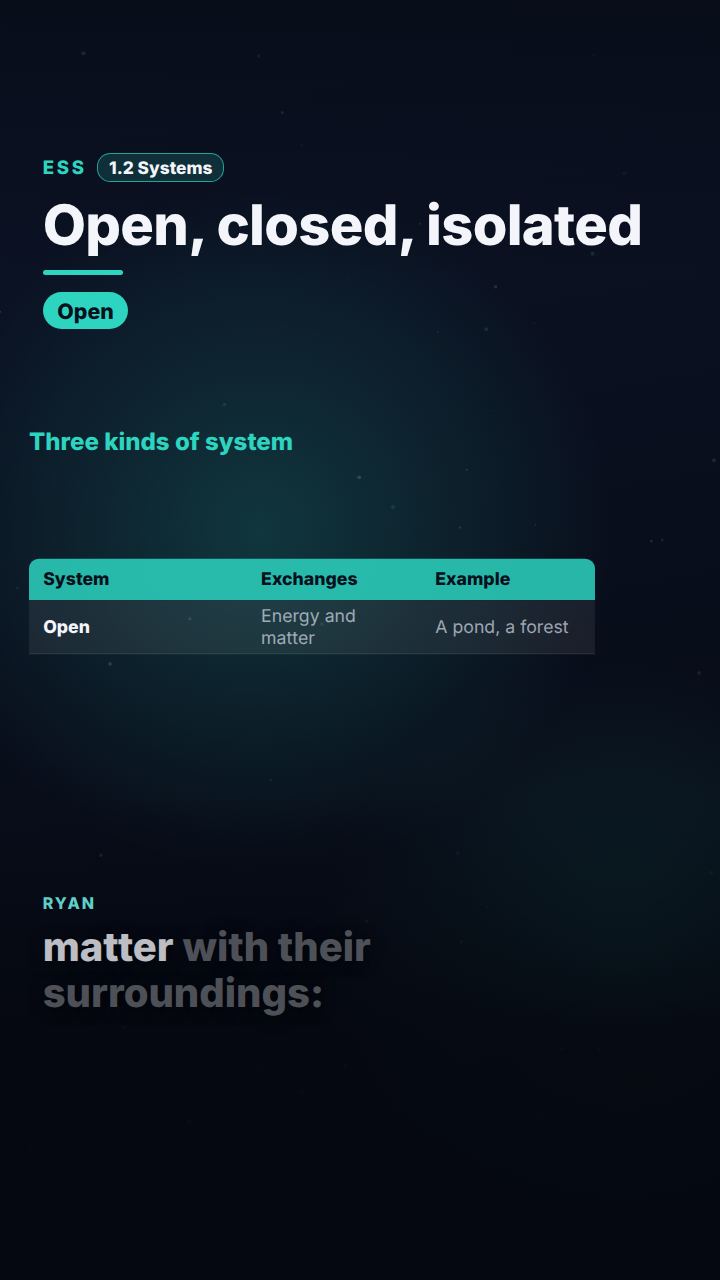 ESS 1.2 Systems
Open, closed, isolated
Open
Three kinds of system
System Exchanges Example
Open Energy and matter A pond, a forest
RYAN
matter with their
surroundings: